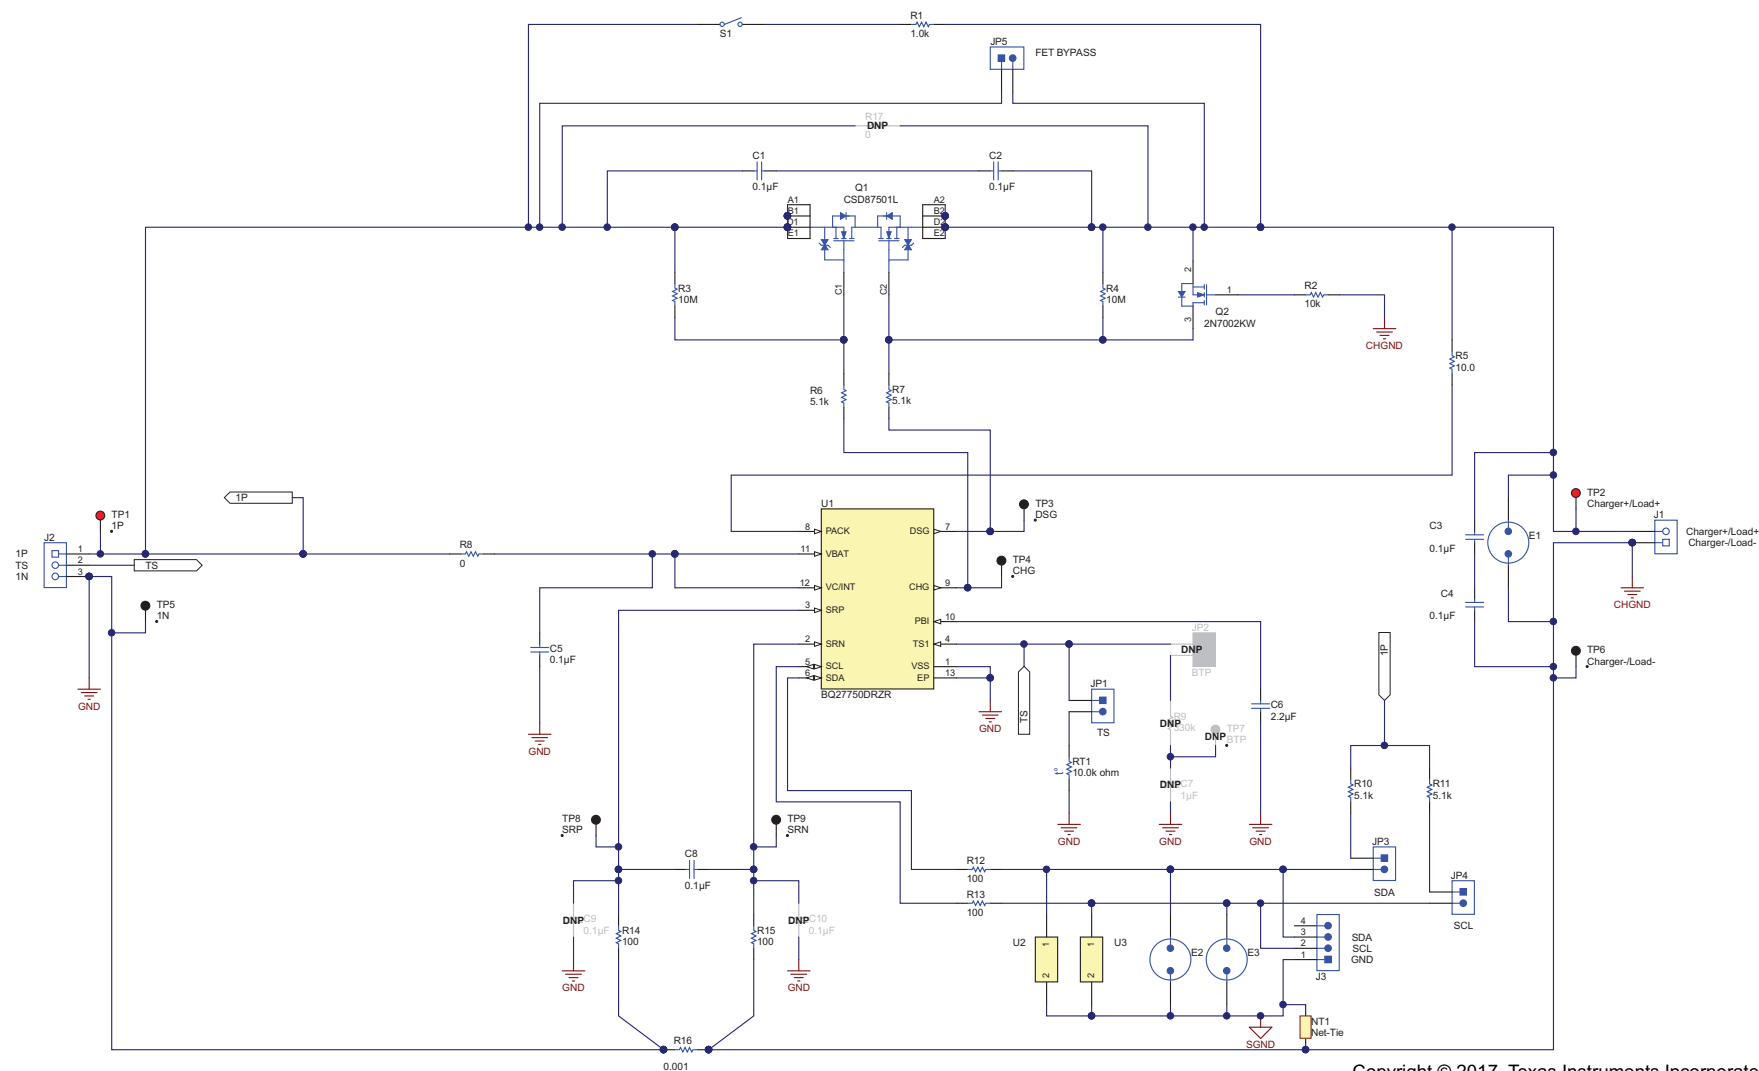 S1
R1
1.0k
JP5
FET BYPASS
R17
DNP
0
C1
0.1µF
C2
0.1µF
Q1
CSD87501L
A1
B1
D1
E1
A2
B2
D2
E2
R3
10M
C1
C2
R4
10M
2
1
3
Q2
2N7002KW
R2
10k
CHGND
R5
10.0
R6
5.1k
R7
5.1k
1P
TP1
1P
J2
1P
TS
1N
1
2
3
TS
TP5
1N
GND
R8
0
C5
0.1µF
GND
U1
8 PACK
11 VBAT
12 VC/INT
3 SRP
2 SRN
5 SCL
6 SDA
DSG 7
CHG 9
PBI 10
TS1 4
VSS 1
EP 13
BQ27750DRZR
TP3
DSG
TP4
CHG
GND
TS
JP1
TS
RT1
10.0k ohm
t°
GND
JP2
DNP
BTP
R9
DNP
330k
TP7
DNP
BTP
C7
DNP
1µF
GND
C6
2.2µF
GND
C3
0.1µF
C4
0.1µF
E1
TP2
Charger+/Load+
J1
Charger+/Load+
Charger-/Load-
1
2
CHGND
TP6
Charger-/Load-
1P
R10
5.1k
R11
5.1k
JP3
SDA
JP4
SCL
TP8
SRP
TP9
SRN
C8
0.1µF
DNP C9
0.1µF
GND
R14
100
R15
100
DNP C10
0.1µF
GND
R16
0.001
R12
100
R13
100
U2
1
2
U3
1
2
E2
E3
4
3
2
1
SDA
SCL
GND
J3
SGND
NT1
Net-Tie
Copyright © 2017, Texas Instruments Incorporate